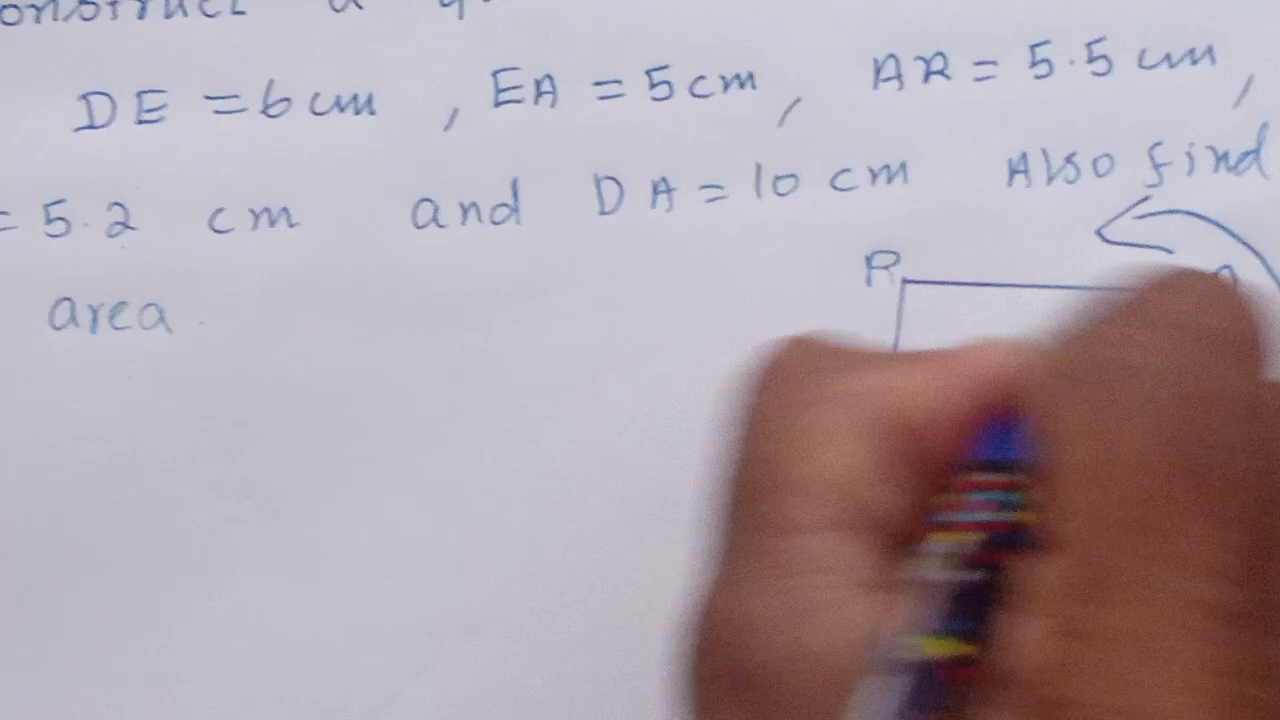 a
DE = 6 cm , EA = 5 cm , AR = 5.5 cm ,
= 5.2 cm and DA = 10 cm Also find
area .
R